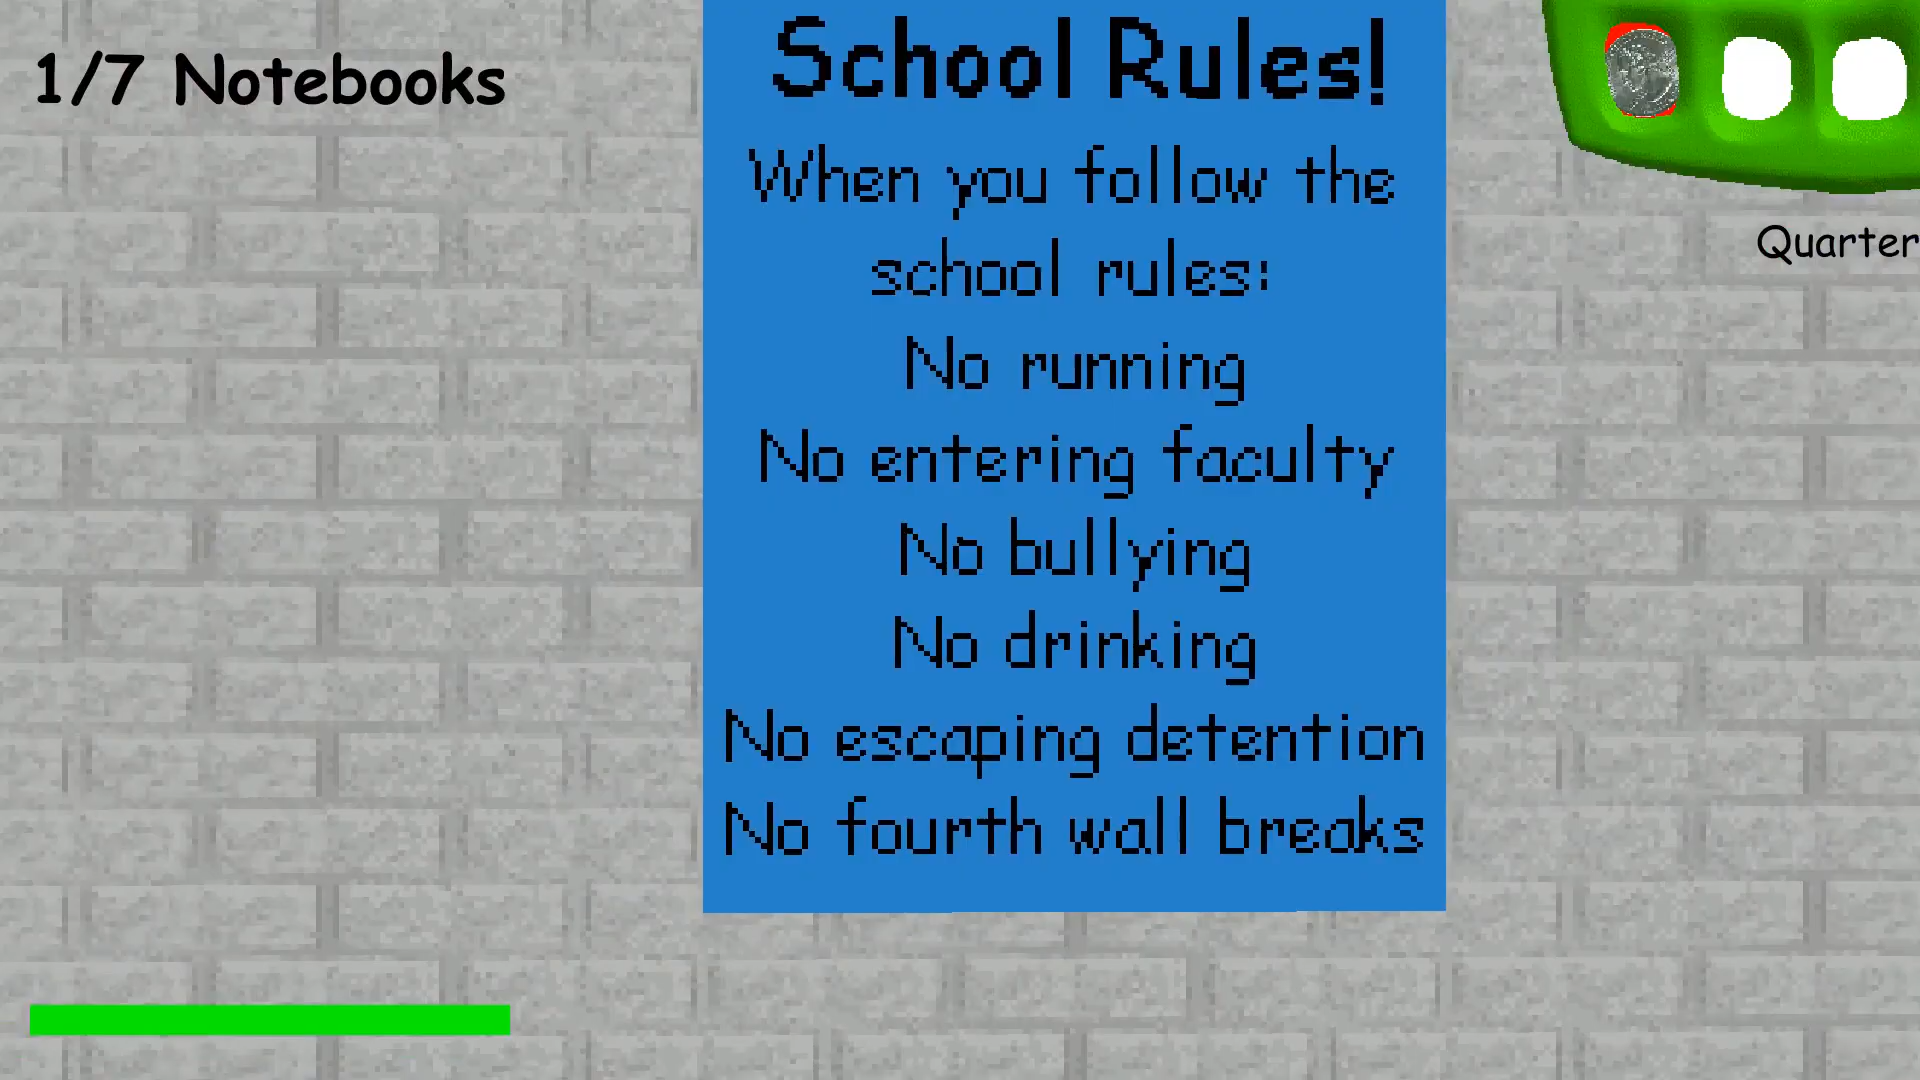 1/7 Notebooks
School Rules!
When you follow the
school rules:
No running
No entering faculty
No bullying
No drinking
No escaping detention
No fourth wall breaks
Quarter